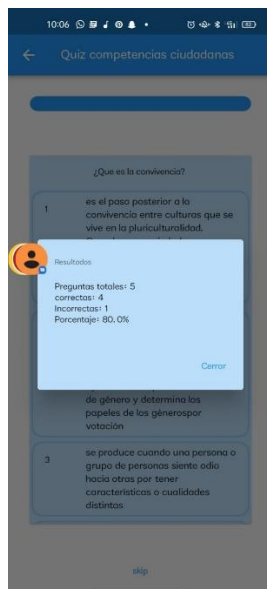 10:06
Quiz competencias ciudadanas
¿Que es la convivencia?
1
es el paso posterior a la
convivencia entre culturas que se
vive en la pluriculturalidad.
Resultados
Preguntas totales: 5
correctas: 4
Incorrectas: 1
Porcentaje: 80.0%
Cerrar
de género y determina los
papeles de los génerospor
votación
3
se produce cuando una persona o
grupo de personas siente odio
hacia otras por tener
características o cualidades
distintas
skip